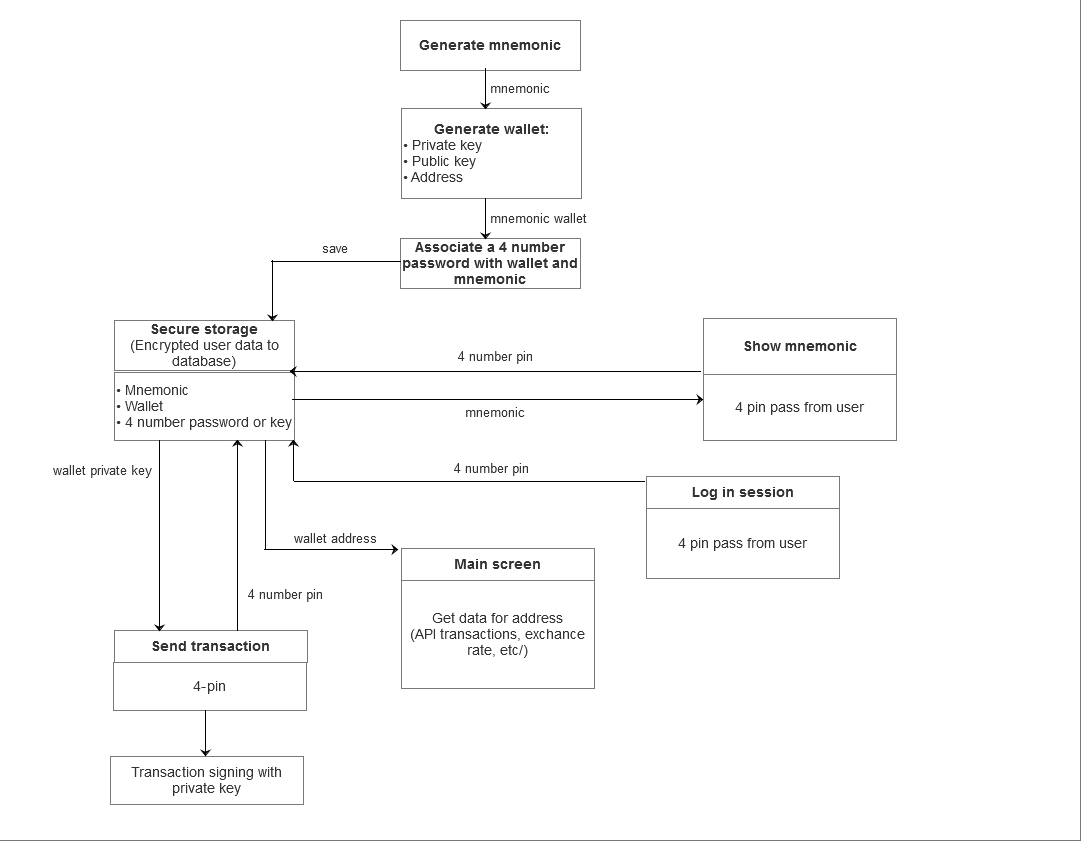 Generate mnemonic
mnemonic
Generate wallet:
• Private key
• Public key
• Address
mnemonic wallet
Associate a 4 number
password with wallet and
mnemonic
save
Secure storage
(Encrypted user data to
database)
• Mnemonic
• Wallet
• 4 number password or key
4 number pin
mnemonic
Show mnemonic
4 pin pass from user
4 number pin
Log in session
4 pin pass from user
wallet private key
wallet address
Main screen
Get data for address
(API transactions, exchance
rate, etc/)
4 number pin
Send transaction
4-pin
Transaction signing with
private key